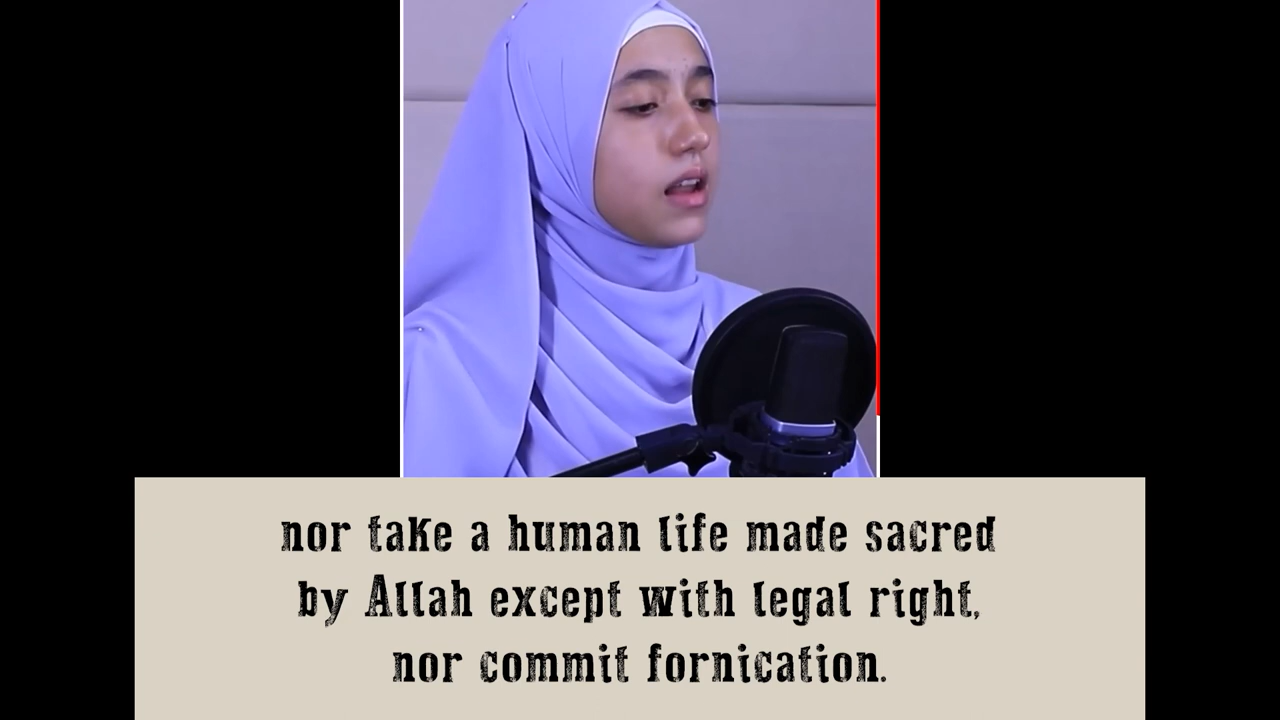 nor take a human life made sacred
by Allah except with legal right,
nor commit fornication.